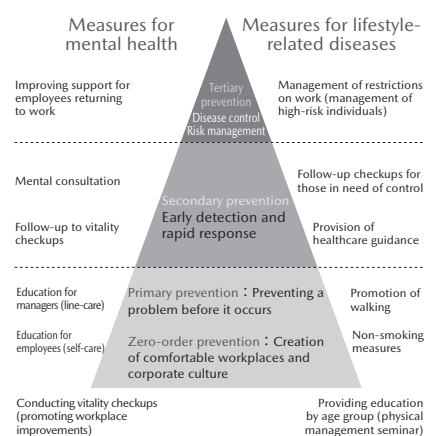 Measures for
mental health
Measures for lifestyle-
related diseases
Improving support for
employees returning
to work
Tertiary
prevention
Disease control
Risk management
Management of restrictions
on work (management of
high-risk individuals)
Mental consultation
Follow-up to vitality
checkups
Secondary prevention
Early detection and
rapid response
Follow-up checkups for
those in need of control
Provision of
healthcare guidance
Education for
managers (line-care)
Education for
employees (self-care)
Primary prevention：Preventing a
problem before it occurs
Zero-order prevention：Creation
of comfortable workplaces and
corporate culture
Promotion of
walking
Non-smoking
measures
Conducting vitality checkups
(promoting workplace
improvements)
Providing education
by age group (physical
management seminar)